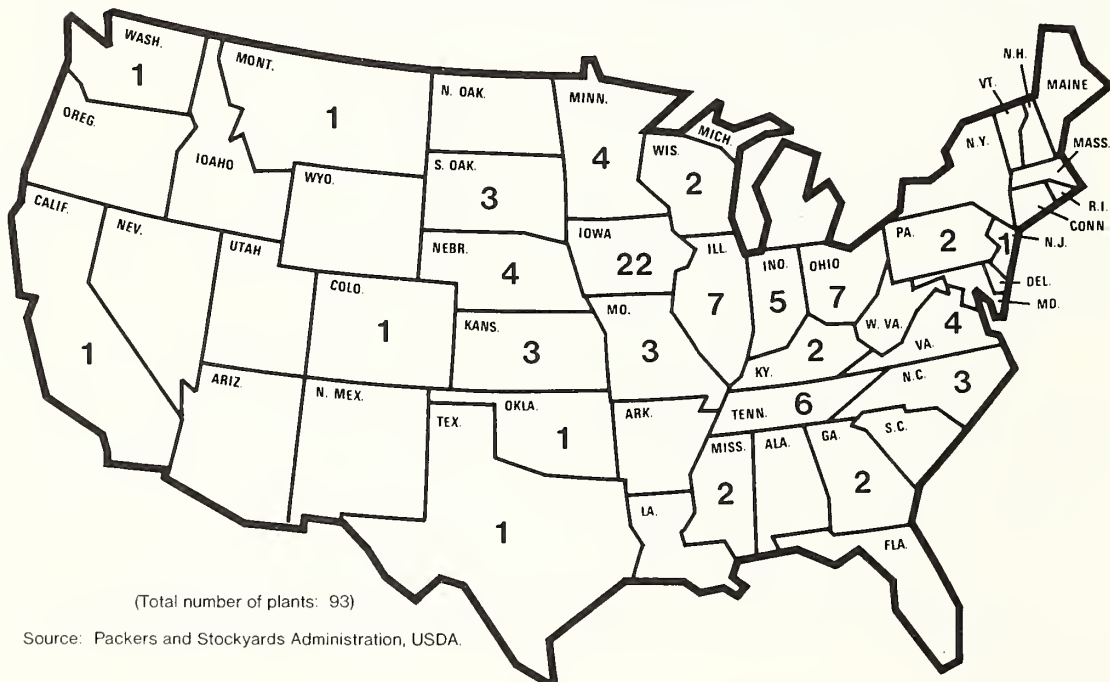 WASH.
1
MONT.
1
N. OAK.
MINN.
4
OREG.
IOAHO
WYO.
S. OAK.
3
WIS.
2
MICH.
N.H.
VT.
MAINE
N.Y.
MASS.
R.I.
CONN.
CALIF.
1
NEV.
UTAH
NEBR.
4
IOWA
22
ILL.
7
INO.
5
OHIO
7
PA.
2
1
N.J.
DEL.
MD.
COLO.
1
KANS.
3
MO.
3
KY.
2
W. VA.
VA.
4
ARIZ.
N. MEX.
TEX.
1
OKLA.
1
ARK.
TENN.
6
N.C.
3
S.C.
MISS.
2
ALA.
GA.
2
LA.
FLA.
(Total number of plants: 93)
Source: Packers and Stockyards Administration, USDA.